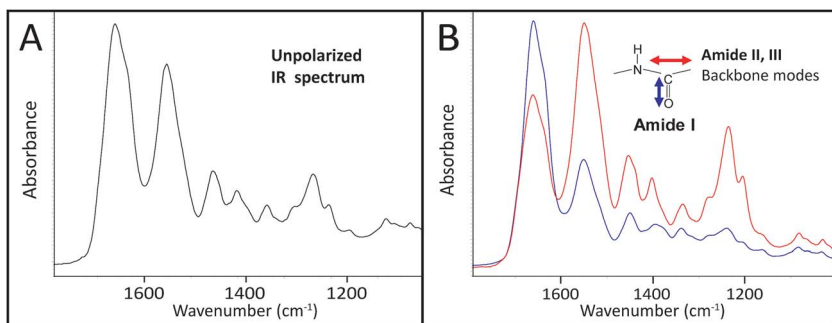 A
Unpolarized
IR spectrum
Absorbance
1600
1400
1200
Wavenumber (cm⁻¹)
B
H
N
C
O
Amide II, III
Backbone modes
Amide I
Absorbance
1600
1400
1200
Wavenumber (cm⁻¹)